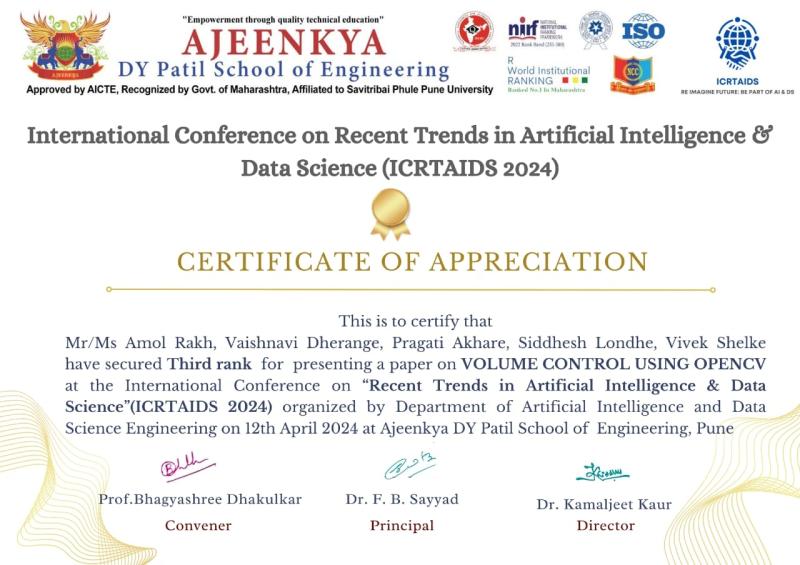 "Empowerment through quality technical education"
AJEENKYA
DY Patil School of Engineering
Approved by AICTE, Recognized by Govt. of Maharashtra, Affiliated to Savitribai Phule Pune University
AJEENKYA
nirf NATIONAL INSTITUTIONAL RANKING FRAMEWORK
2022 Rank Band (251-300)
ISO
R
World Institutional
RANKING
Ranked No.1 In Maharashtra
NCC
ICRTAIDS
RE IMAGINE FUTURE: BE PART OF AI & DS
International Conference on Recent Trends in Artificial Intelligence &
Data Science (ICRTAIDS 2024)
CERTIFICATE OF APPRECIATION
This is to certify that
Mr/Ms Amol Rakh, Vaishnavi Dherange, Pragati Akhare, Siddhesh Londhe, Vivek Shelke
have secured Third rank for presenting a paper on VOLUME CONTROL USING OPENCV
at the International Conference on “Recent Trends in Artificial Intelligence & Data
Science”(ICRTAIDS 2024) organized by Department of Artificial Intelligence and Data
Science Engineering on 12th April 2024 at Ajeenkya DY Patil School of Engineering, Pune
Prof.Bhagyashree Dhakulkar
Convener
Dr. F. B. Sayyad
Principal
Dr. Kamaljeet Kaur
Director